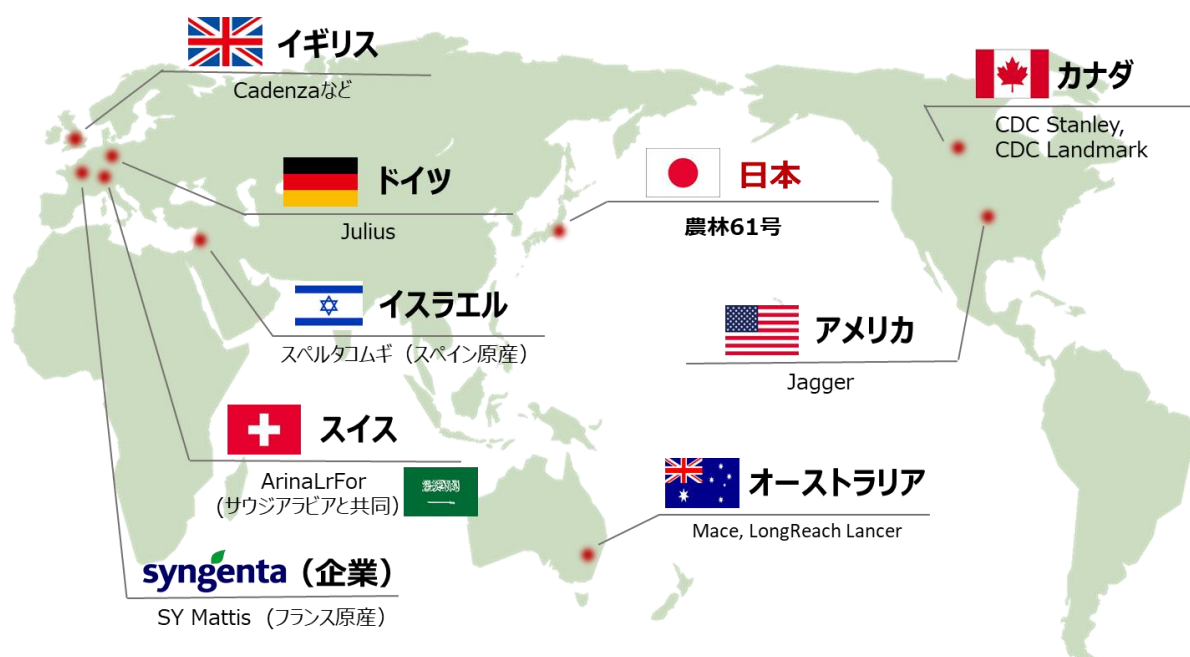 イギリス
Cadenzaなど
カナダ
CDC Stanley,
CDC Landmark
ドイツ
Julius
日本
農林61号
イスラエル
スペルタコムギ（スペイン原産）
アメリカ
Jagger
スイス
ArinaLrFor
(サウジアラビアと共同)
オーストラリア
Mace, LongReach Lancer
syngenta（企業）
SY Mattis（フランス原産）